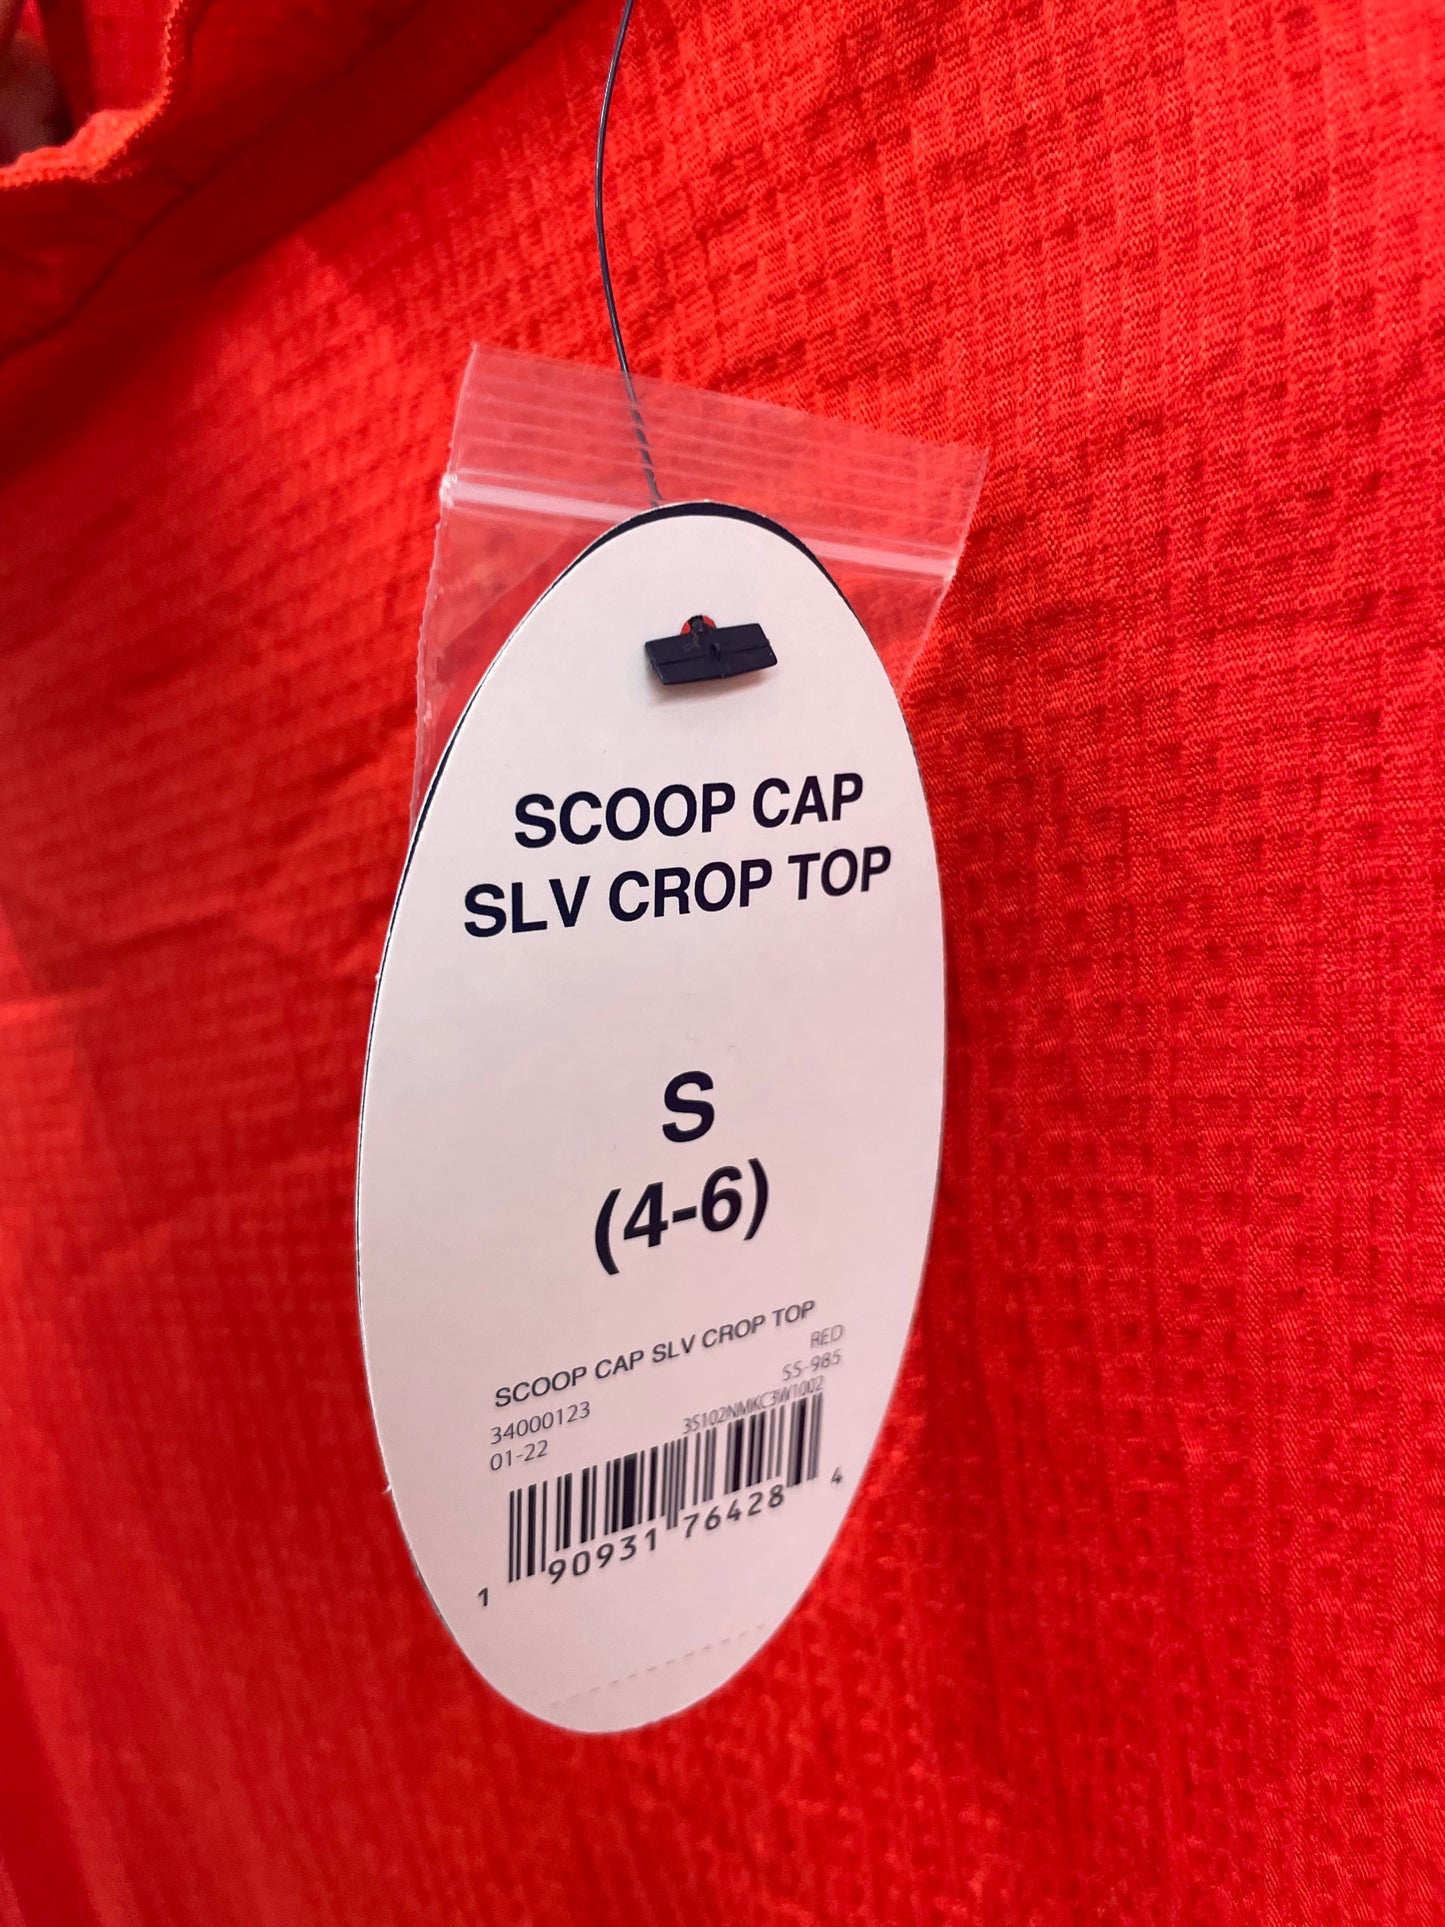 SCOOP CAP
SLV CROP TOP
S
(4-6)
SCOOP CAP SLV CROP TOP
34000123 RED
01-22 SS-985
3S102NMKC3W1002
1 90931 76428 4